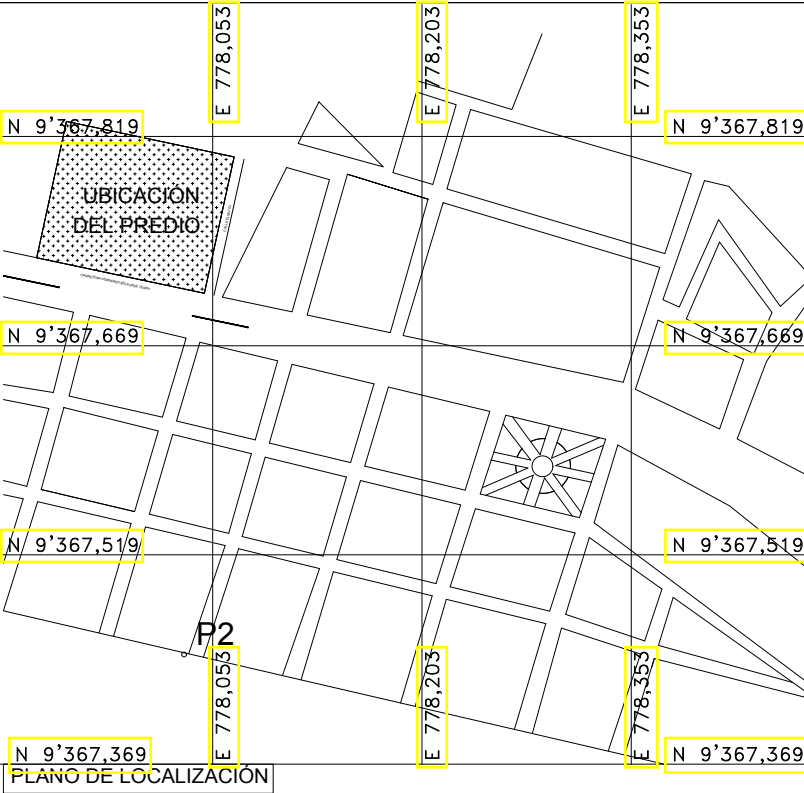 E 778,053
E 778,203
E 778,353
N 9'367,819
N 9'367,819
UBICACIÓN
DEL PREDIO
N 9'367,669
N 9'367,669
N 9'367,519
N 9'367,519
P2
E 778,053
E 778,203
E 778,353
N 9'367,369
N 9'367,369
PLANO DE LOCALIZACIÓN